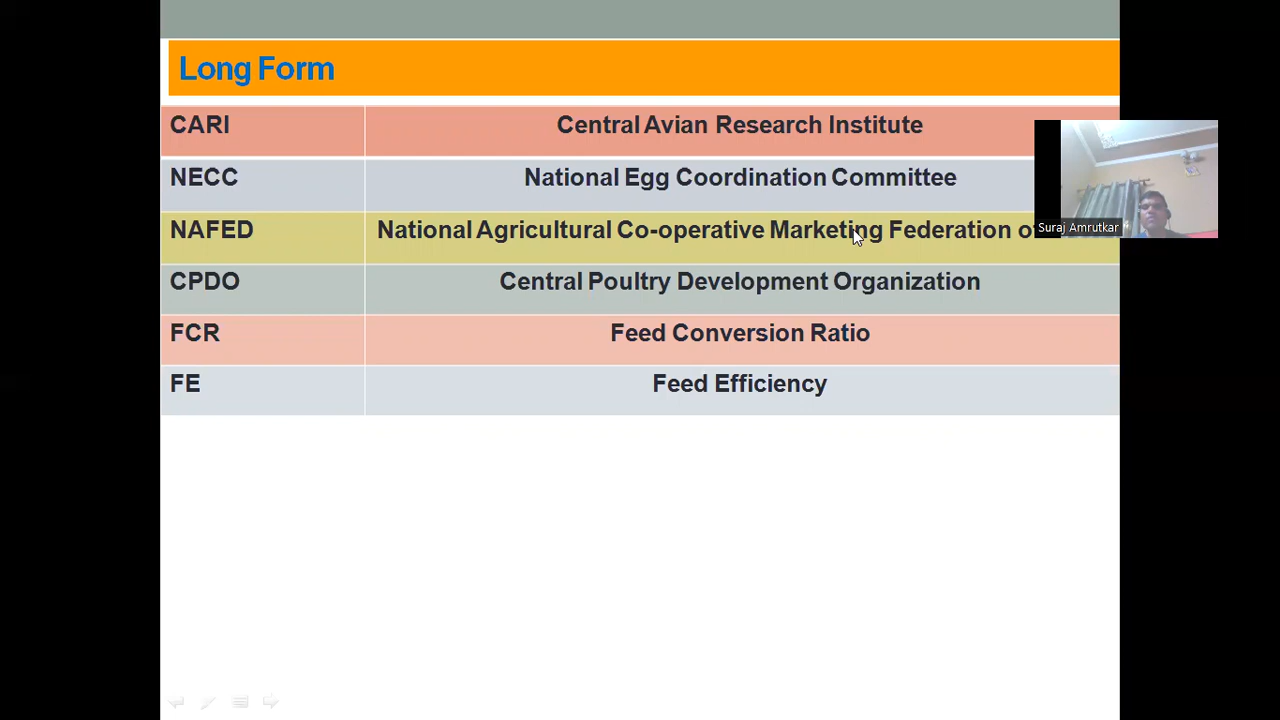 Long Form
CARI Central Avian Research Institute
NECC National Egg Coordination Committee
NAFED National Agricultural Co-operative Marketing Federation of
CPDO Central Poultry Development Organization
FCR Feed Conversion Ratio
FE Feed Efficiency
Suraj Amrutkar